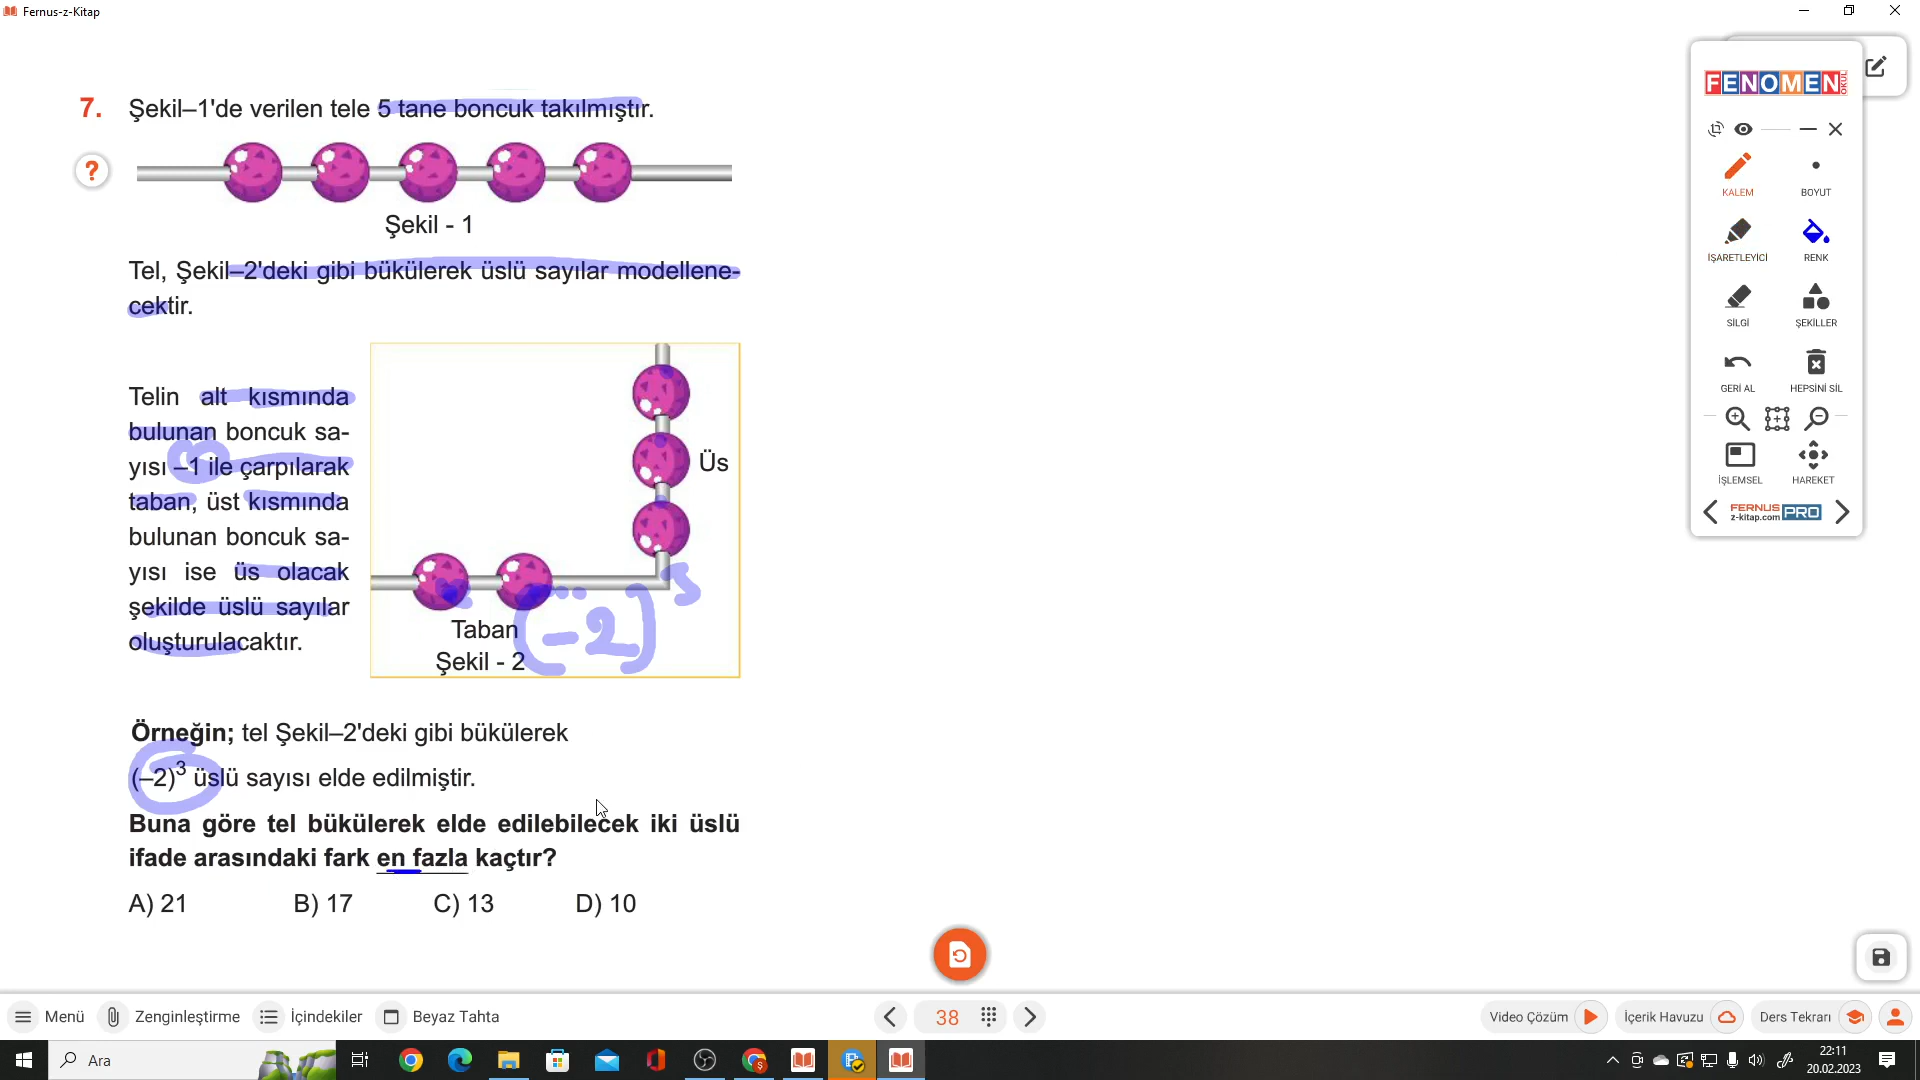 Fernus-z-Kitap
7. Şekil–1'de verilen tele 5 tane boncuk takılmıştır.
?
Şekil - 1
Tel, Şekil–2'deki gibi bükülerek üslü sayılar modellene-
cektir.
Telin alt kısmında
bulunan boncuk sa-
yısı –1 ile çarpılarak
taban, üst kısmında
bulunan boncuk sa-
yısı ise üs olacak
şekilde üslü sayılar
oluşturulacaktır.
Üs
Taban
Şekil - 2
(-2)³
Örneğin; tel Şekil–2'deki gibi bükülerek
(–2)³ üslü sayısı elde edilmiştir.
Buna göre tel bükülerek elde edilebilecek iki üslü
ifade arasındaki fark en fazla kaçtır?
A) 21 B) 17 C) 13 D) 10
FENOMEN OKUL
KALEM BOYUT
İŞARETLEYİCİ RENK
SİLGİ ŞEKİLLER
GERİ AL HEPSİNİ SİL
İŞLEMSEL HAREKET
FERNUS
z-kitap.com PRO
Menü Zenginleştirme İçindekiler Beyaz Tahta 38 Video Çözüm İçerik Havuzu Ders Tekrarı
Ara
22:11
20.02.2023